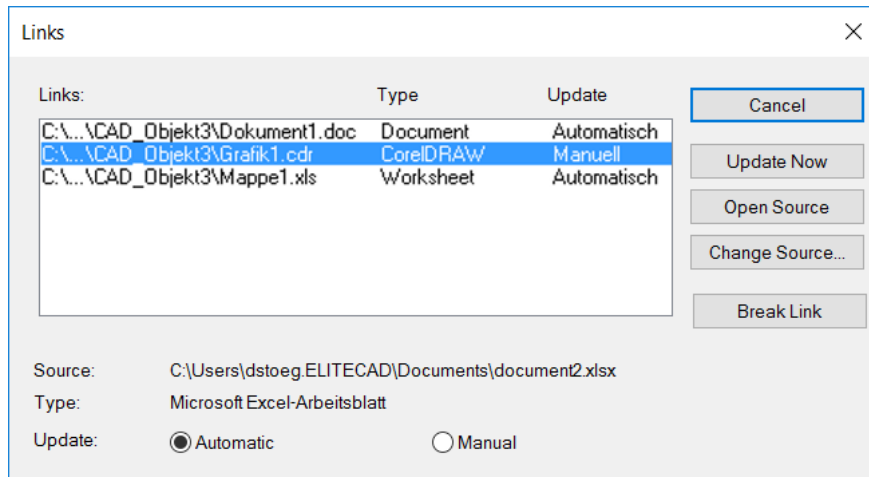 Links
Links: Type Update
C:\...\CAD_Objekt3\Dokument1.doc Document Automatisch
C:\...\CAD_Objekt3\Grafik1.cdr CorelDRAW Manuell
C:\...\CAD_Objekt3\Mappe1.xls Worksheet Automatisch
Cancel
Update Now
Open Source
Change Source...
Break Link
Source: C:\Users\dstoeg.ELITECAD\Documents\document2.xlsx
Type: Microsoft Excel-Arbeitsblatt
Update: Automatic Manual